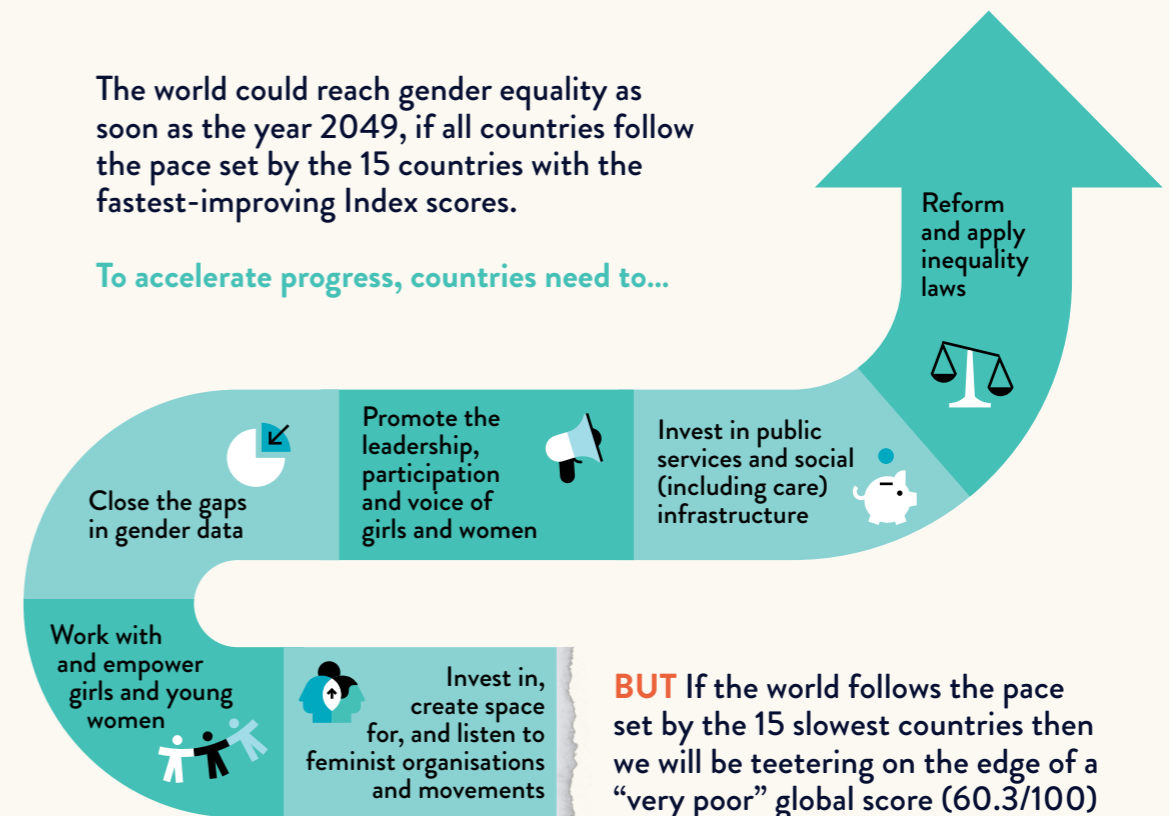 The world could reach gender equality as
soon as the year 2049, if all countries follow
the pace set by the 15 countries with the
fastest-improving Index scores.
To accelerate progress, countries need to...
Reform
and apply
inequality
laws
Close the gaps
in gender data
Promote the
leadership,
participation
and voice of
girls and women
Invest in public
services and social
(including care)
infrastructure
Work with
and empower
girls and young
women
Invest in,
create space
for, and listen to
feminist organisations
and movements
BUT If the world follows the pace
set by the 15 slowest countries then
we will be teetering on the edge of a
“very poor” global score (60.3/100)